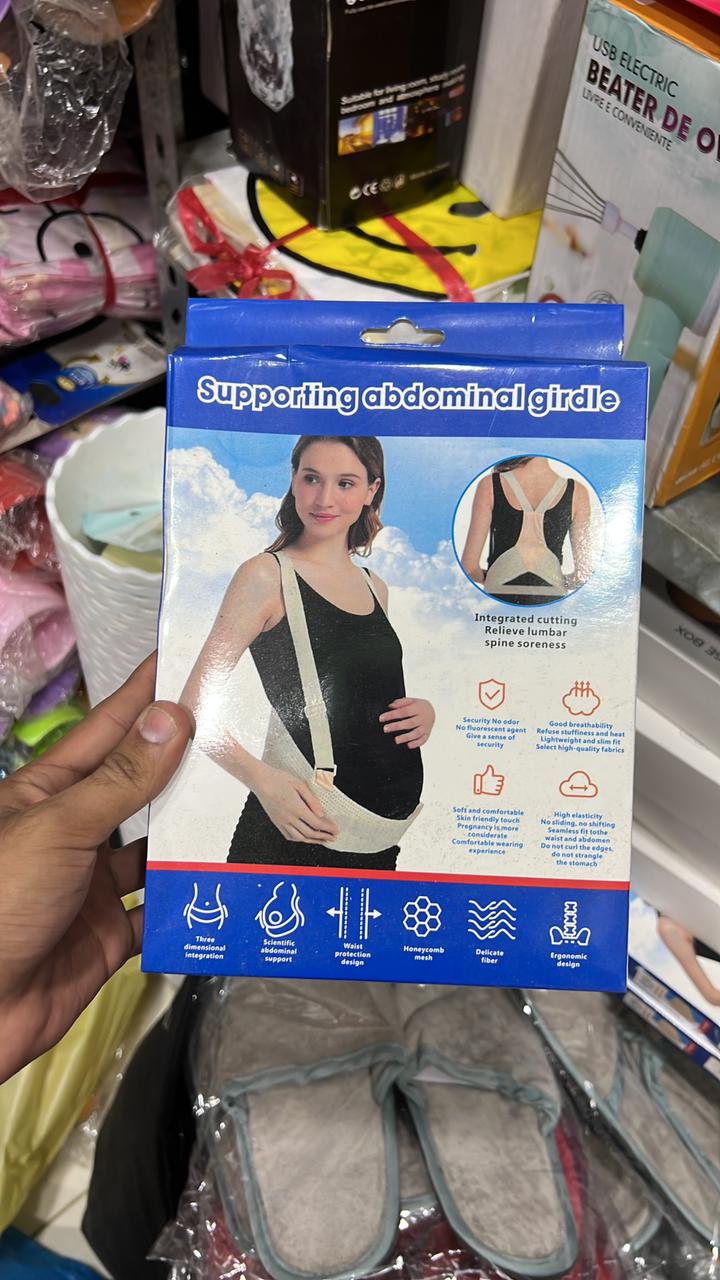 Suitable for living room, study room,
bedroom and atmosphere
USB ELECTRIC
BEATER DE
LIVRE E CONVENIENTE
Supporting abdominal girdle
Integrated cutting
Relieve lumbar
spine soreness
Security No odor
No fluorescent agent
Give a sense of
security
Good breathability
Refuse stuffiness and heat
Lightweight and slim fit
Select high-quality fabrics
Soft and comfortable
Skin friendly touch
Pregnancy is,more
considerate
Comfortable wearing
experience
High elasticity
No sliding, no shifting
Seamless fit tothe
waist and abdomen
Do not curl the edges,
do not strangle
the stomach
Three
dimensional
integration
Scientific
abdominal
support
Waist
protection
design
Honeycomb
mesh
Delicate
fiber
Ergonomic
design